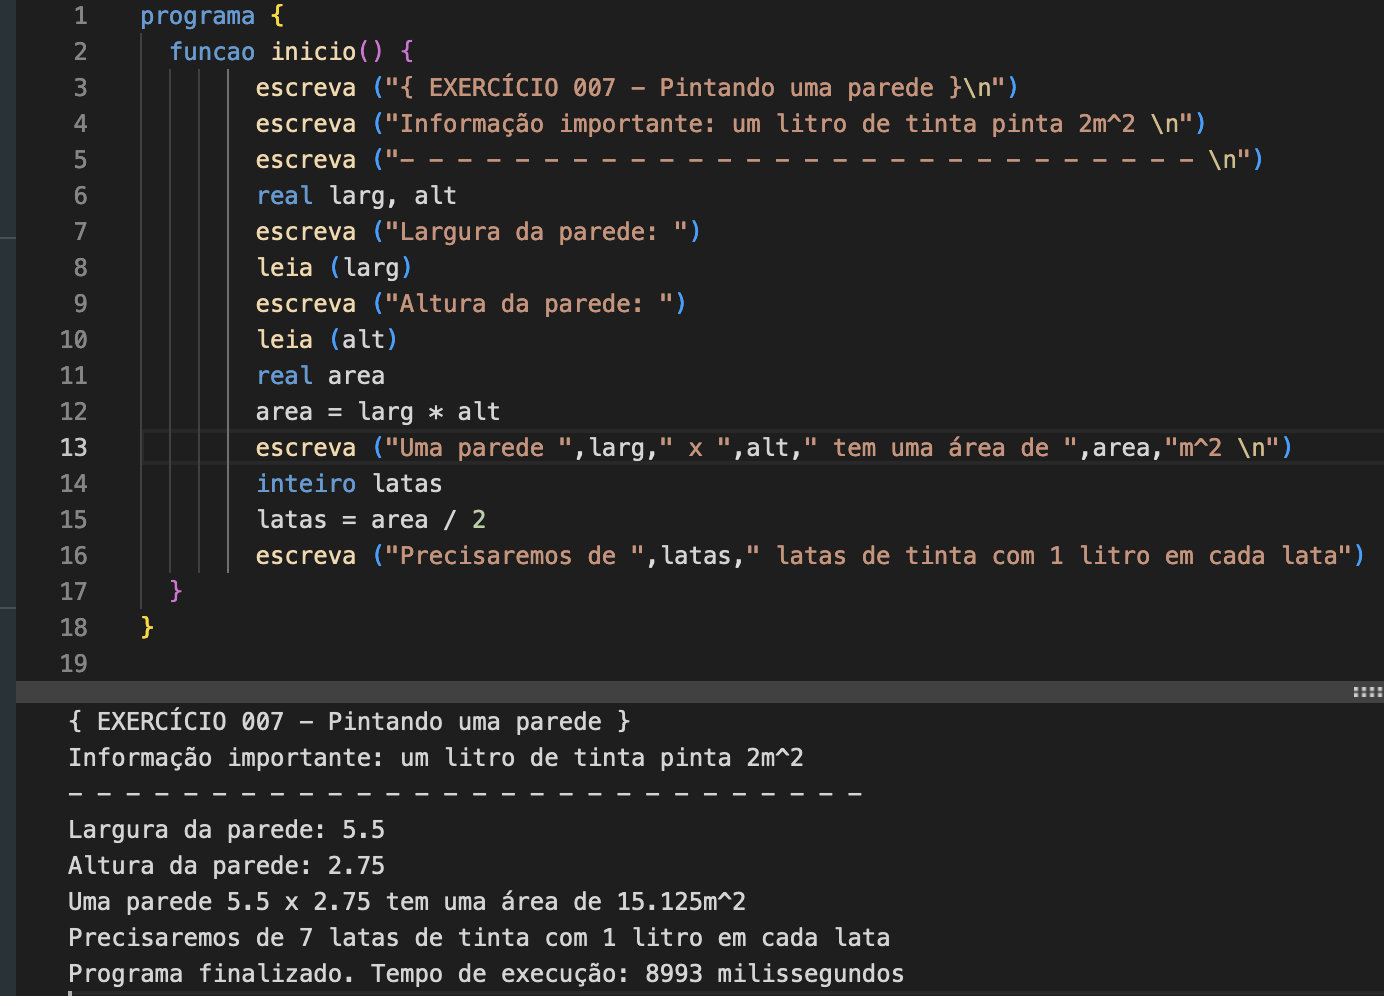 1 programa {
2 funcao inicio() {
3 escreva ("{ EXERCÍCIO 007 - Pintando uma parede }\n")
4 escreva ("Informação importante: um litro de tinta pinta 2m^2 \n")
5 escreva ("- - - - - - - - - - - - - - - - - - - - - - - - - - - - \n")
6 real larg, alt
7 escreva ("Largura da parede: ")
8 leia (larg)
9 escreva ("Altura da parede: ")
10 leia (alt)
11 real area
12 area = larg * alt
13 escreva ("Uma parede ",larg," x ",alt," tem uma área de ",area,"m^2 \n")
14 inteiro latas
15 latas = area / 2
16 escreva ("Precisaremos de ",latas," latas de tinta com 1 litro em cada lata")
17 }
18 }
19
{ EXERCÍCIO 007 - Pintando uma parede }
Informação importante: um litro de tinta pinta 2m^2
- - - - - - - - - - - - - - - - - - - - - - - - - - - -
Largura da parede: 5.5
Altura da parede: 2.75
Uma parede 5.5 x 2.75 tem uma área de 15.125m^2
Precisaremos de 7 latas de tinta com 1 litro em cada lata
Programa finalizado. Tempo de execução: 8993 milissegundos